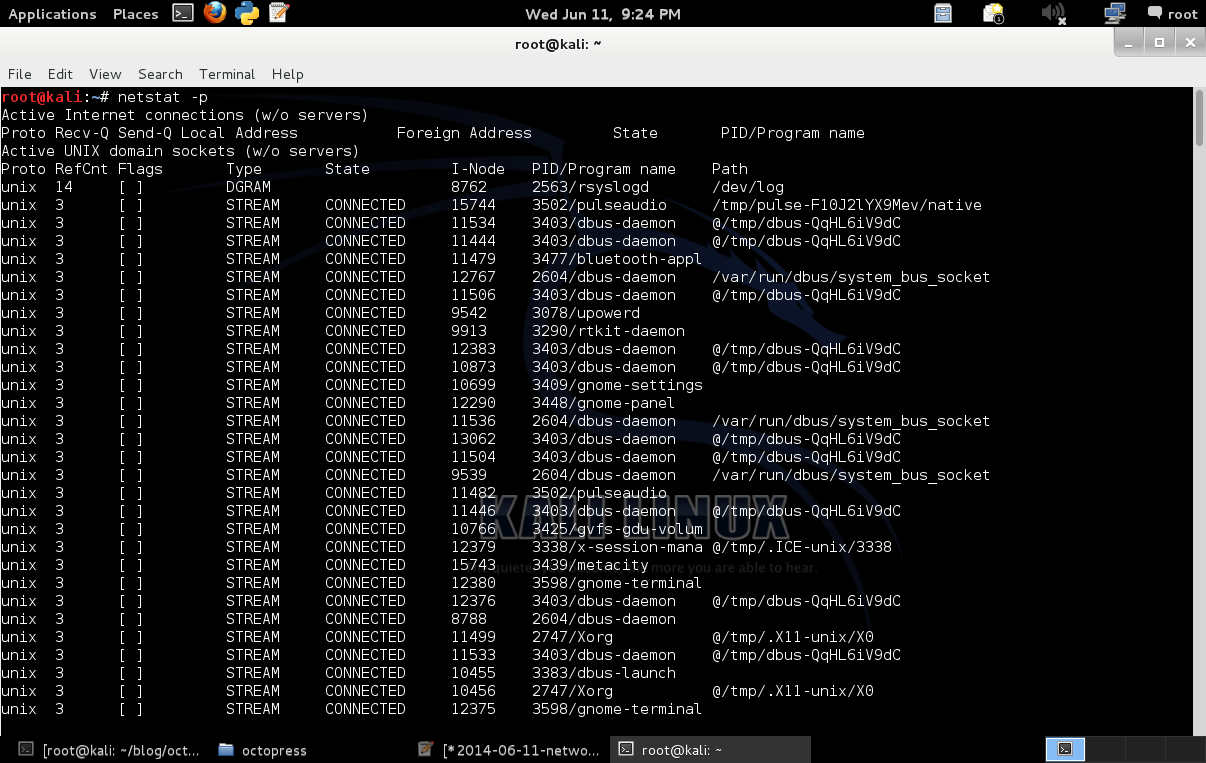 Applications Places Wed Jun 11, 9:24 PM 1 root
root@kali: ~
File Edit View Search Terminal Help
root@kali:~# netstat -p
Active Internet connections (w/o servers)
Proto Recv-Q Send-Q Local Address Foreign Address State PID/Program name
Active UNIX domain sockets (w/o servers)
Proto RefCnt Flags Type State I-Node PID/Program name Path
unix 14 [ ] DGRAM 8762 2563/rsyslogd /dev/log
unix 3 [ ] STREAM CONNECTED 15744 3502/pulseaudio /tmp/pulse-F10J2lYX9Mev/native
unix 3 [ ] STREAM CONNECTED 11534 3403/dbus-daemon @/tmp/dbus-QqHL6iV9dC
unix 3 [ ] STREAM CONNECTED 11444 3403/dbus-daemon @/tmp/dbus-QqHL6iV9dC
unix 3 [ ] STREAM CONNECTED 11479 3477/bluetooth-appl
unix 3 [ ] STREAM CONNECTED 12767 2604/dbus-daemon /var/run/dbus/system_bus_socket
unix 3 [ ] STREAM CONNECTED 11506 3403/dbus-daemon @/tmp/dbus-QqHL6iV9dC
unix 3 [ ] STREAM CONNECTED 9542 3078/upowerd
unix 3 [ ] STREAM CONNECTED 9913 3290/rtkit-daemon
unix 3 [ ] STREAM CONNECTED 12383 3403/dbus-daemon @/tmp/dbus-QqHL6iV9dC
unix 3 [ ] STREAM CONNECTED 10873 3403/dbus-daemon @/tmp/dbus-QqHL6iV9dC
unix 3 [ ] STREAM CONNECTED 10699 3409/gnome-settings
unix 3 [ ] STREAM CONNECTED 12290 3448/gnome-panel
unix 3 [ ] STREAM CONNECTED 11536 2604/dbus-daemon /var/run/dbus/system_bus_socket
unix 3 [ ] STREAM CONNECTED 13062 3403/dbus-daemon @/tmp/dbus-QqHL6iV9dC
unix 3 [ ] STREAM CONNECTED 11504 3403/dbus-daemon @/tmp/dbus-QqHL6iV9dC
unix 3 [ ] STREAM CONNECTED 9539 2604/dbus-daemon /var/run/dbus/system_bus_socket
unix 3 [ ] STREAM CONNECTED 11482 3502/pulseaudio
unix 3 [ ] STREAM CONNECTED 11446 3403/dbus-daemon @/tmp/dbus-QqHL6iV9dC
KALI LINUX
unix 3 [ ] STREAM CONNECTED 10766 3425/gvfs-gdu-volum
unix 3 [ ] STREAM CONNECTED 12379 3338/x-session-mana @/tmp/.ICE-unix/3338
unix 3 [ ] STREAM CONNECTED 15743 3439/metacity
more you are able to hear.
unix 3 [ ] STREAM CONNECTED 12380 3598/gnome-terminal
unix 3 [ ] STREAM CONNECTED 12376 3403/dbus-daemon @/tmp/dbus-QqHL6iV9dC
unix 3 [ ] STREAM CONNECTED 8788 2604/dbus-daemon
unix 3 [ ] STREAM CONNECTED 11499 2747/Xorg @/tmp/.X11-unix/X0
unix 3 [ ] STREAM CONNECTED 11533 3403/dbus-daemon @/tmp/dbus-QqHL6iV9dC
unix 3 [ ] STREAM CONNECTED 10455 3383/dbus-launch
unix 3 [ ] STREAM CONNECTED 10456 2747/Xorg @/tmp/.X11-unix/X0
unix 3 [ ] STREAM CONNECTED 12375 3598/gnome-terminal
[root@kali: ~/blog/oct... octopress [*2014-06-11-netwo... root@kali: ~